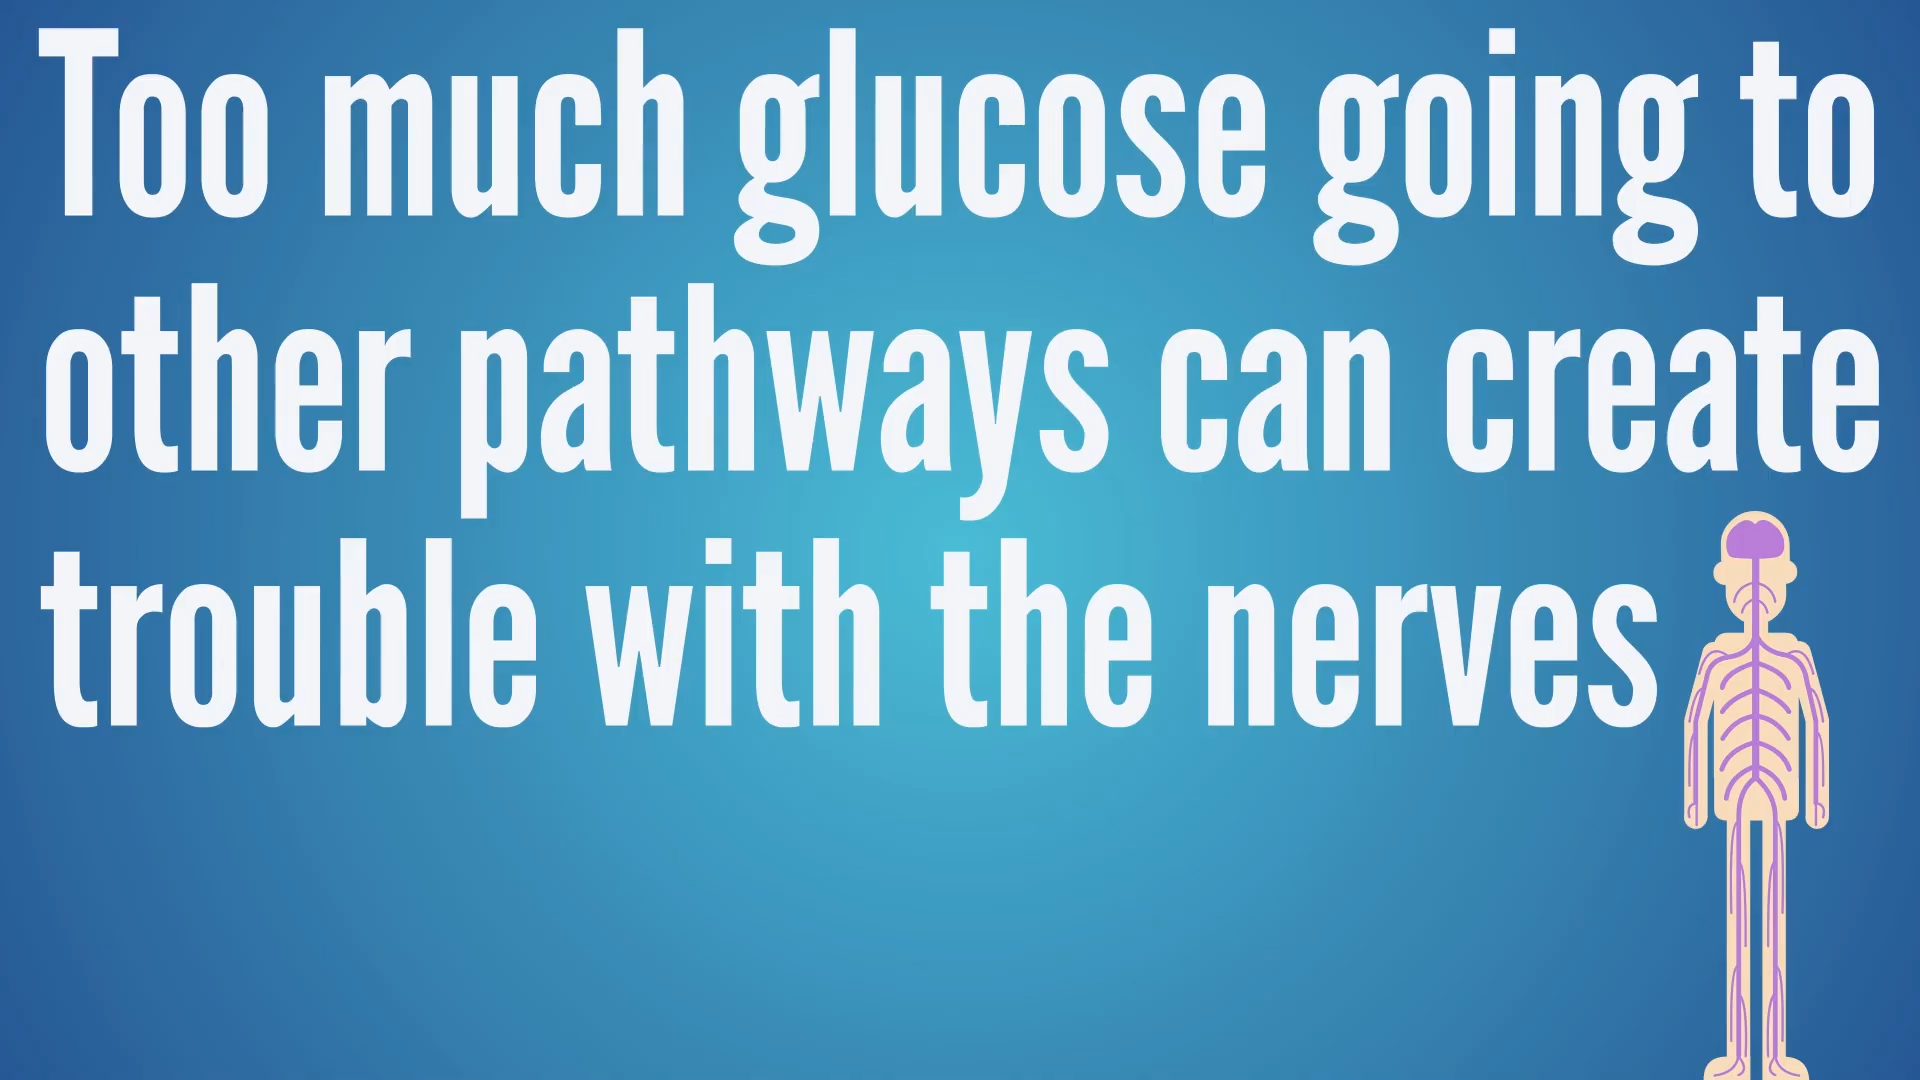 Too much glucose going to
other pathways can create
trouble with the nerves